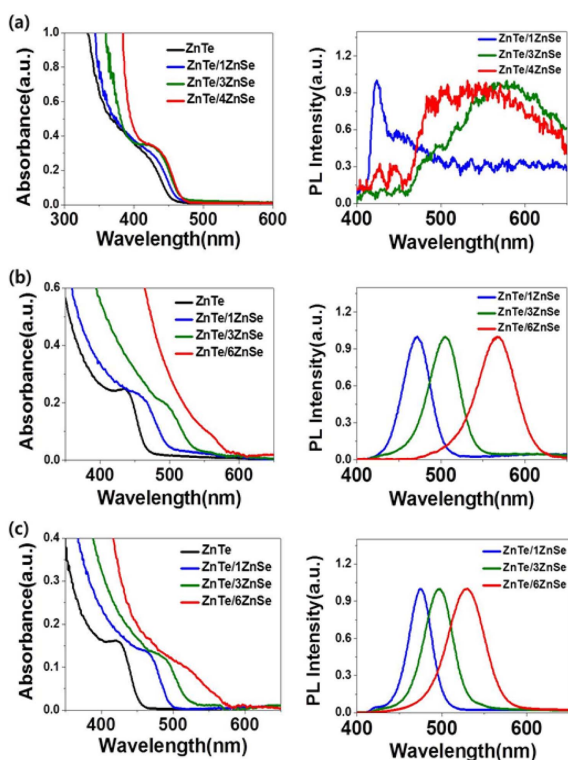 (a)
Absorbance(a.u.)
1.0
0.8
0.6
0.4
0.2
0.0
ZnTe
ZnTe/1ZnSe
ZnTe/3ZnSe
ZnTe/4ZnSe
300 400 500 600
Wavelength(nm)
PL Intensity(a.u.)
1.2
0.9
0.6
0.3
0.0
ZnTe/1ZnSe
ZnTe/3ZnSe
ZnTe/4ZnSe
400 500 600
Wavelength(nm)
(b)
Absorbance(a.u.)
0.6
0.4
0.2
0.0
ZnTe
ZnTe/1ZnSe
ZnTe/3ZnSe
ZnTe/6ZnSe
400 500 600
Wavelength(nm)
PL Intensity(a.u.)
1.2
0.9
0.6
0.3
0.0
ZnTe/1ZnSe
ZnTe/3ZnSe
ZnTe/6ZnSe
400 500 600
Wavelength(nm)
(c)
Absorbance(a.u.)
0.4
0.3
0.2
0.1
0.0
ZnTe
ZnTe/1ZnSe
ZnTe/3ZnSe
ZnTe/6ZnSe
400 500 600
Wavelength(nm)
PL Intensity(a.u.)
1.2
0.9
0.6
0.3
0.0
ZnTe/1ZnSe
ZnTe/3ZnSe
ZnTe/6ZnSe
400 500 600
Wavelength(nm)